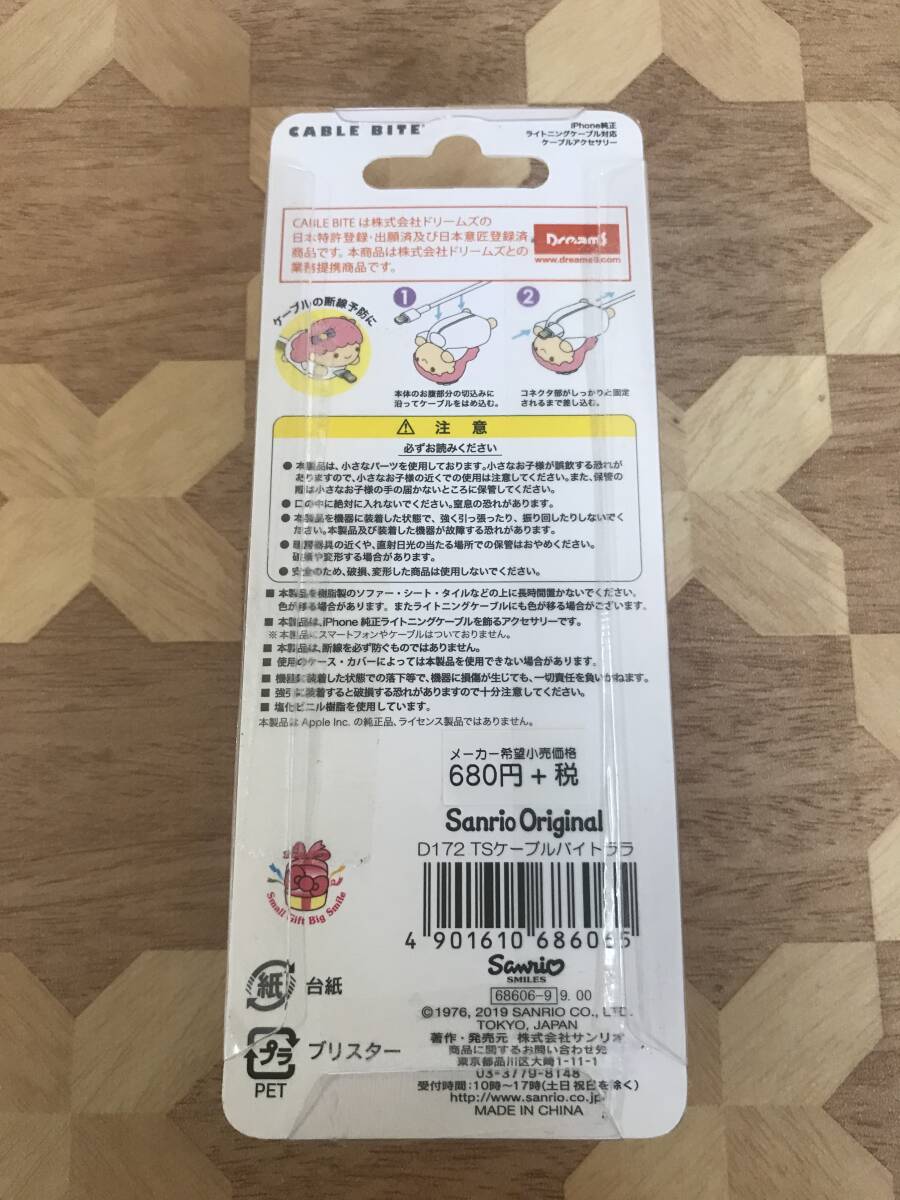 CABLE BITE
iPhone純正
ライトニングケーブル対応
ケーブルアクセサリー
CABLE BITE は株式会社ドリームズの
日本特許登録・出願済及び日本意匠登録済
商品です。本商品は株式会社ドリームズとの
業務提携商品です。
Dreams
www.dreams6.com
ケーブルの断線予防に
1
2
本体のお腹部分の切込みに
沿ってケーブルをはめ込む。
コネクタ部がしっかりと固定
されるまで差し込む。
⚠ 注 意
必ずお読みください
● 本製品は、小さなパーツを使用しております。小さなお子様が誤飲する恐れが
ありますので、小さなお子様の近くでの使用は注意してください。また、保管の
際は小さなお子様の手の届かないところに保管してください。
● 口の中に絶対に入れないでください。窒息の恐れがあります。
● 本製品を機器に装着した状態で、強く引っ張ったり、振り回したりしないでく
ださい。本製品及び装着した機器が故障する恐れがあります。
● 暖房器具の近くや、直射日光の当たる場所での保管はおやめください。
破損や変形する場合があります。
● 安全のため、破損、変形した商品は使用しないでください。
■ 本製品を樹脂製のソファー・シート・タイルなどの上に長時間置かないでください。
色が移る場合があります。またライトニングケーブルにも色が移る場合がございます。
■ 本製品は、iPhone 純正ライトニングケーブルを飾るアクセサリーです。
※本製品にスマートフォンやケーブルはついておりません。
■ 本製品は、断線を必ず防ぐものではありません。
■ 使用のケース・カバーによっては本製品を使用できない場合があります。
■ 機器に装着した状態での落下等で、機器に損傷が生じても、一切責任を負いかねます。
■ 強引に装着すると破損する恐れがありますので十分注意してください。
■ 塩化ビニル樹脂を使用しています。
本製品は Apple Inc. の純正品、ライセンス製品ではありません。
メーカー希望小売価格
680円+税
Sanrio Original
D172 TSケーブルバイトララ
Small Gift Big Smile
4 901610 686065
Sanrio
SMILES
68606-9 9. 00
©1976, 2019 SANRIO CO., LTD.
TOKYO, JAPAN
著作・発売元 株式会社サンリオ
商品に関するお問い合わせ先
東京都品川区大崎1-11-1
03-3779-8148
受付時間:10時～17時(土日祝日を除く)
http://www.sanrio.co.jp
MADE IN CHINA
紙 台紙
プラ ブリスター
PET